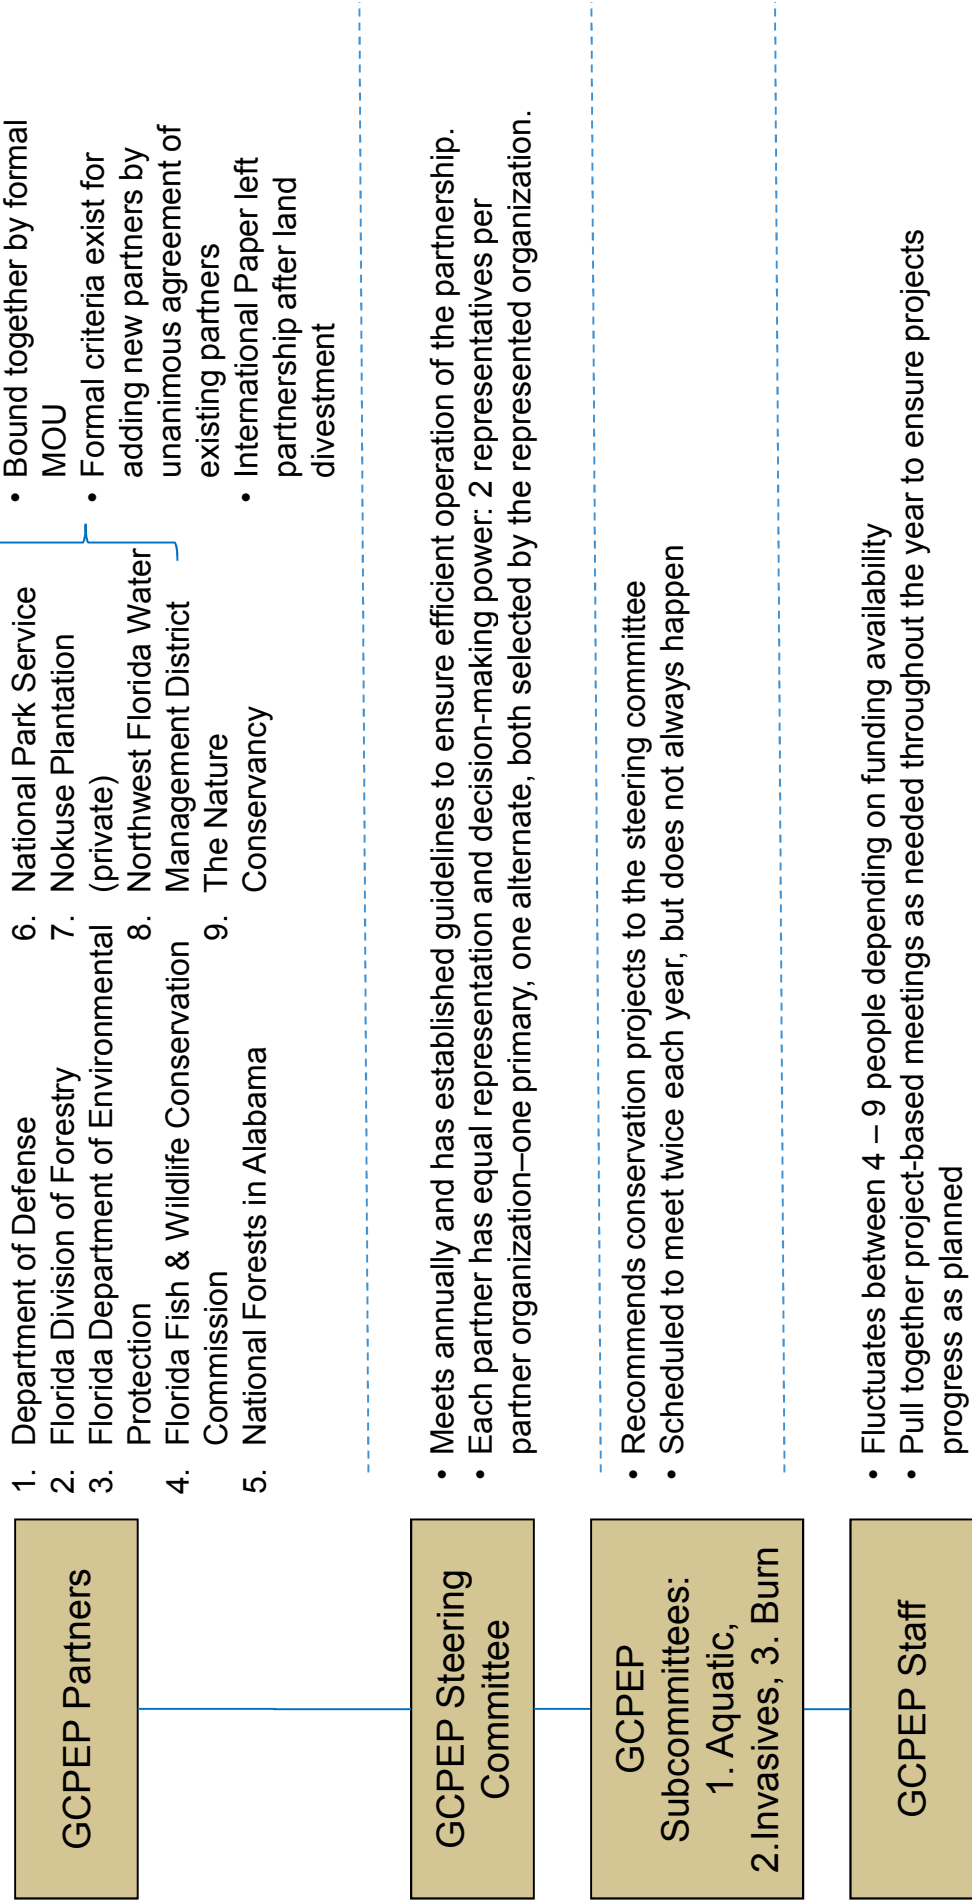 GCPEP Partners
1. Department of Defense
2. Florida Division of Forestry
3. Florida Department of Environmental
Protection
4. Florida Fish & Wildlife Conservation
Commission
5. National Forests in Alabama
6. National Park Service
7. Nokuse Plantation
(private)
8. Northwest Florida Water
Management District
9. The Nature
Conservancy
• Bound together by formal
MOU
• Formal criteria exist for
adding new partners by
unanimous agreement of
existing partners
• International Paper left
partnership after land
divestment
GCPEP Steering
Committee
• Meets annually and has established guidelines to ensure efficient operation of the partnership.
• Each partner has equal representation and decision-making power: 2 representatives per
partner organization–one primary, one alternate, both selected by the represented organization.
GCPEP
Subcommittees:
1. Aquatic,
2.Invasives, 3. Burn
• Recommends conservation projects to the steering committee
• Scheduled to meet twice each year, but does not always happen
GCPEP Staff
• Fluctuates between 4 – 9 people depending on funding availability
• Pull together project-based meetings as needed throughout the year to ensure projects
progress as planned